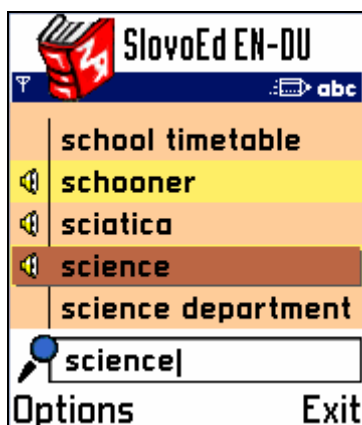 SlovoEd EN-DU
abc
school timetable
schooner
sciatica
science
science department
science
Options Exit